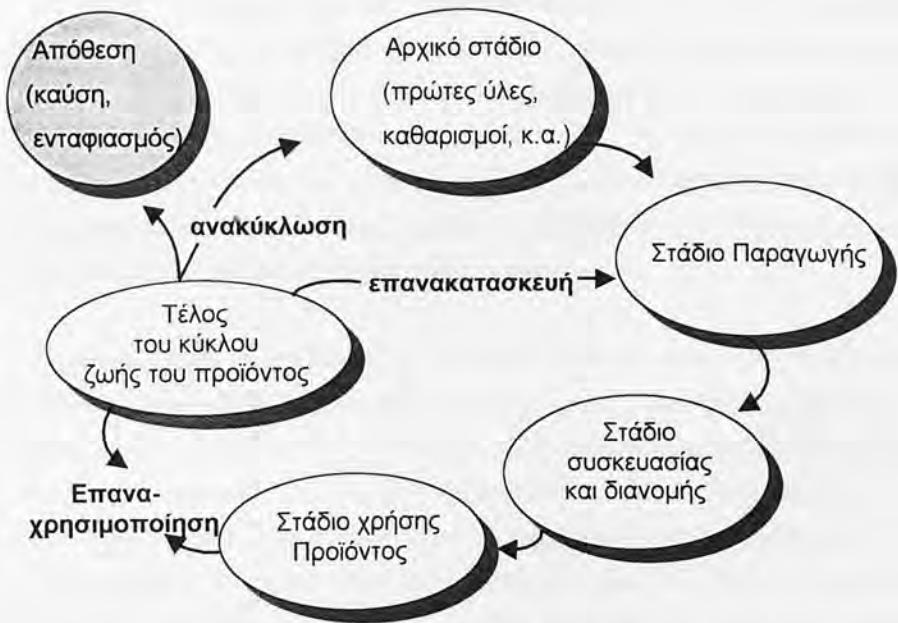 Απόθεση
(καύση,
ενταφιασμός)
Αρχικό στάδιο
(πρώτες ύλες,
καθαρισμοί, κ.α.)
ανακύκλωση
Στάδιο Παραγωγής
επανακατασκευή
Τέλος
του κύκλου
ζωής του προϊόντος
Στάδιο
συσκευασίας
και διανομής
Επανα-
χρησιμοποίηση
Στάδιο χρήσης
Προϊόντος